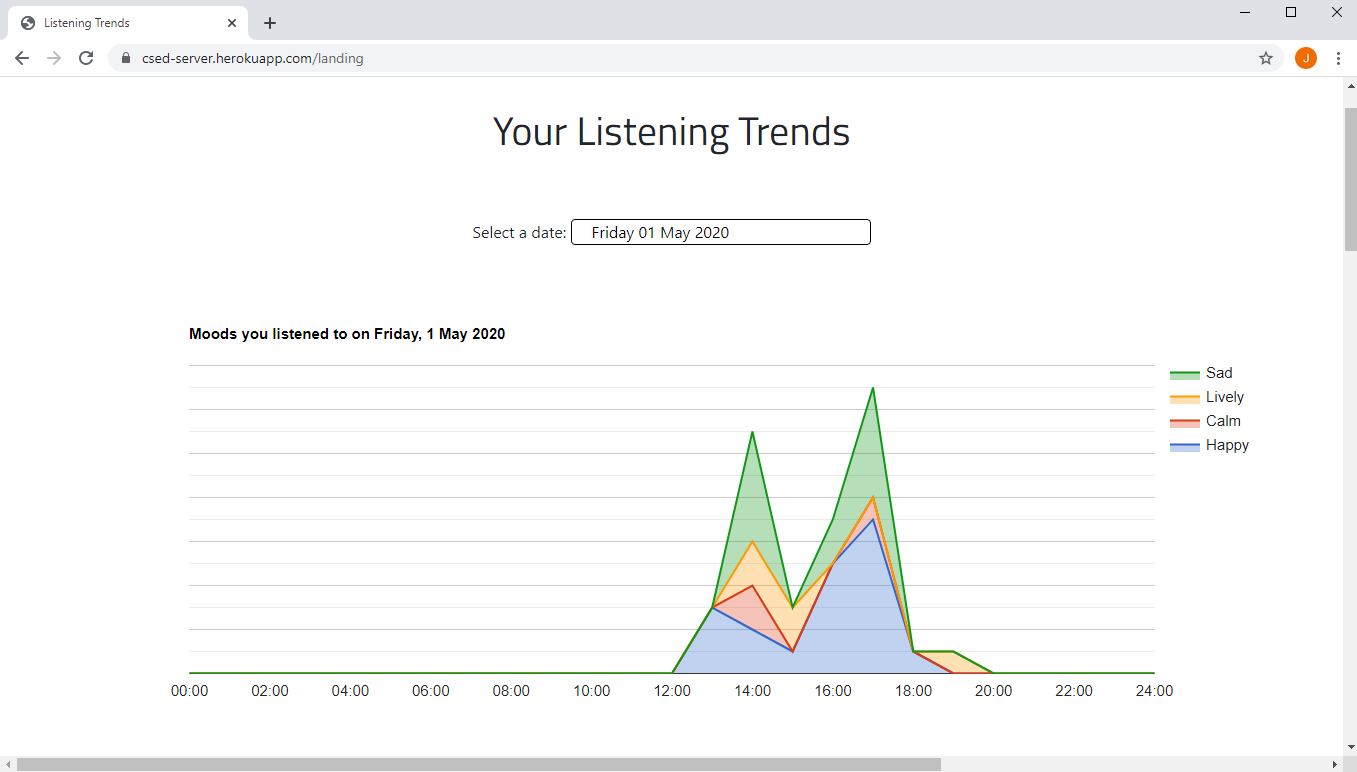 Listening Trends
csed-server.herokuapp.com/landing
J
Your Listening Trends
Select a date: Friday 01 May 2020
Moods you listened to on Friday, 1 May 2020
Sad
Lively
Calm
Happy
00:00 02:00 04:00 06:00 08:00 10:00 12:00 14:00 16:00 18:00 20:00 22:00 24:00